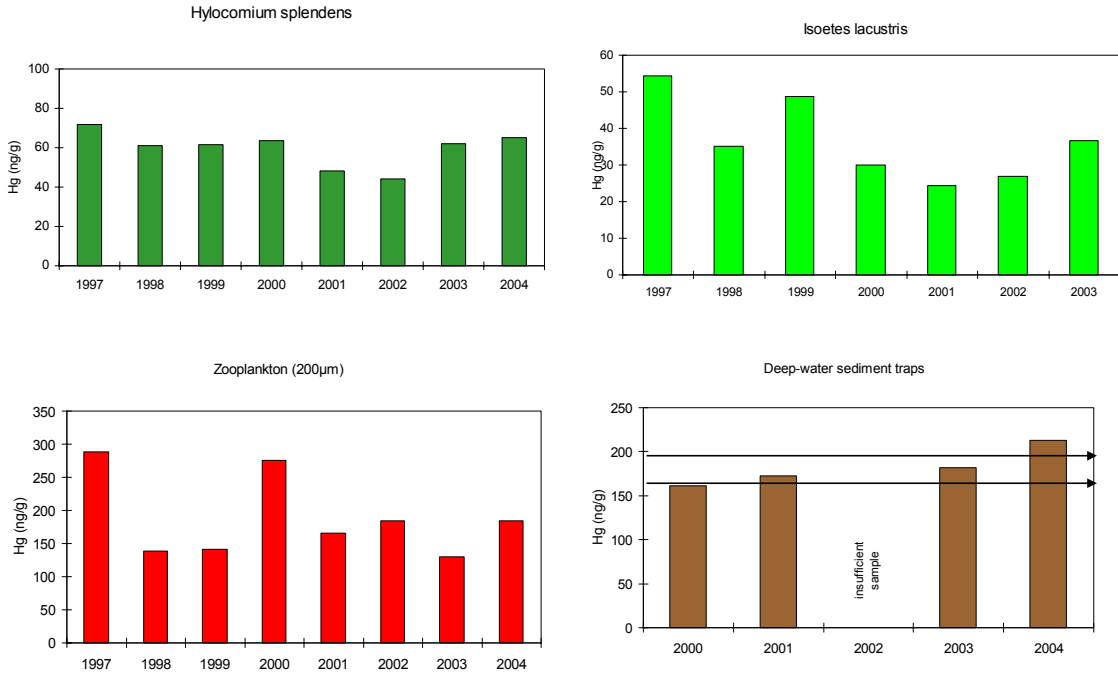 Hylocomium splendens
Hg (ng/g)
100
80
60
40
20
0
1997 1998 1999 2000 2001 2002 2003 2004
Isoetes lacustris
Hg (ng/g)
60
50
40
30
20
10
0
1997 1998 1999 2000 2001 2002 2003
Zooplankton (200µm)
Hg (ng/g)
350
300
250
200
150
100
50
0
1997 1998 1999 2000 2001 2002 2003 2004
Deep-water sediment traps
Hg (ng/g)
250
200
150
100
50
0
insufficient
sample
2000 2001 2002 2003 2004